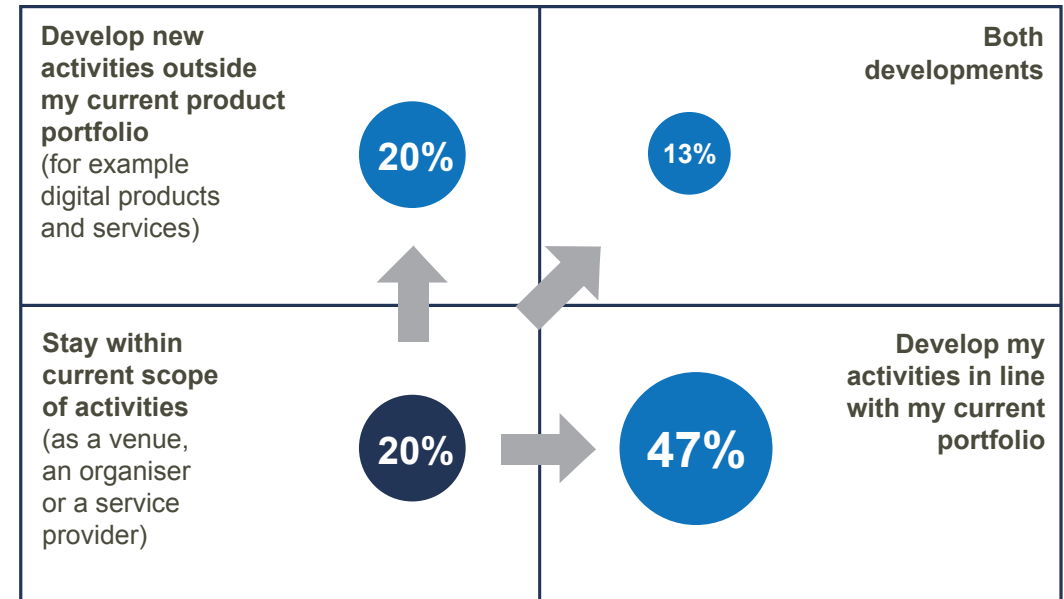 Develop new
activities outside
my current product
portfolio
(for example
digital products
and services)
20%
Both
developments
13%
Stay within
current scope
of activities
(as a venue,
an organiser
or a service
provider)
20%
Develop my
activities in line
with my current
portfolio
47%